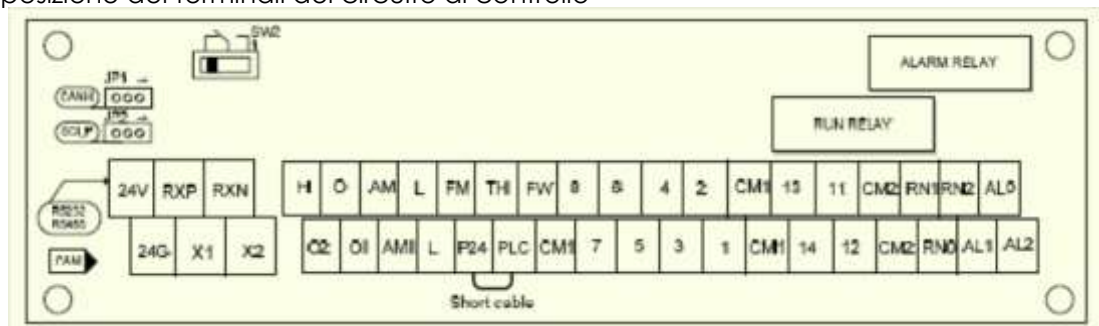 posizione dei terminali del circuito di controllo
SW2
ALARM RELAY
JP1
CANH
RUN RELAY
24V RXP RXN
H O AM L FM THI FW 8 6 4 2 CM1 13 11 CM2 RN1 RN2 AL0
RS232
RS485
24G X1 X2
O2 OI AMI L P24 PLC CM1 7 5 3 1 CM1 14 12 CM2 RN0 AL1 AL2
Short cable